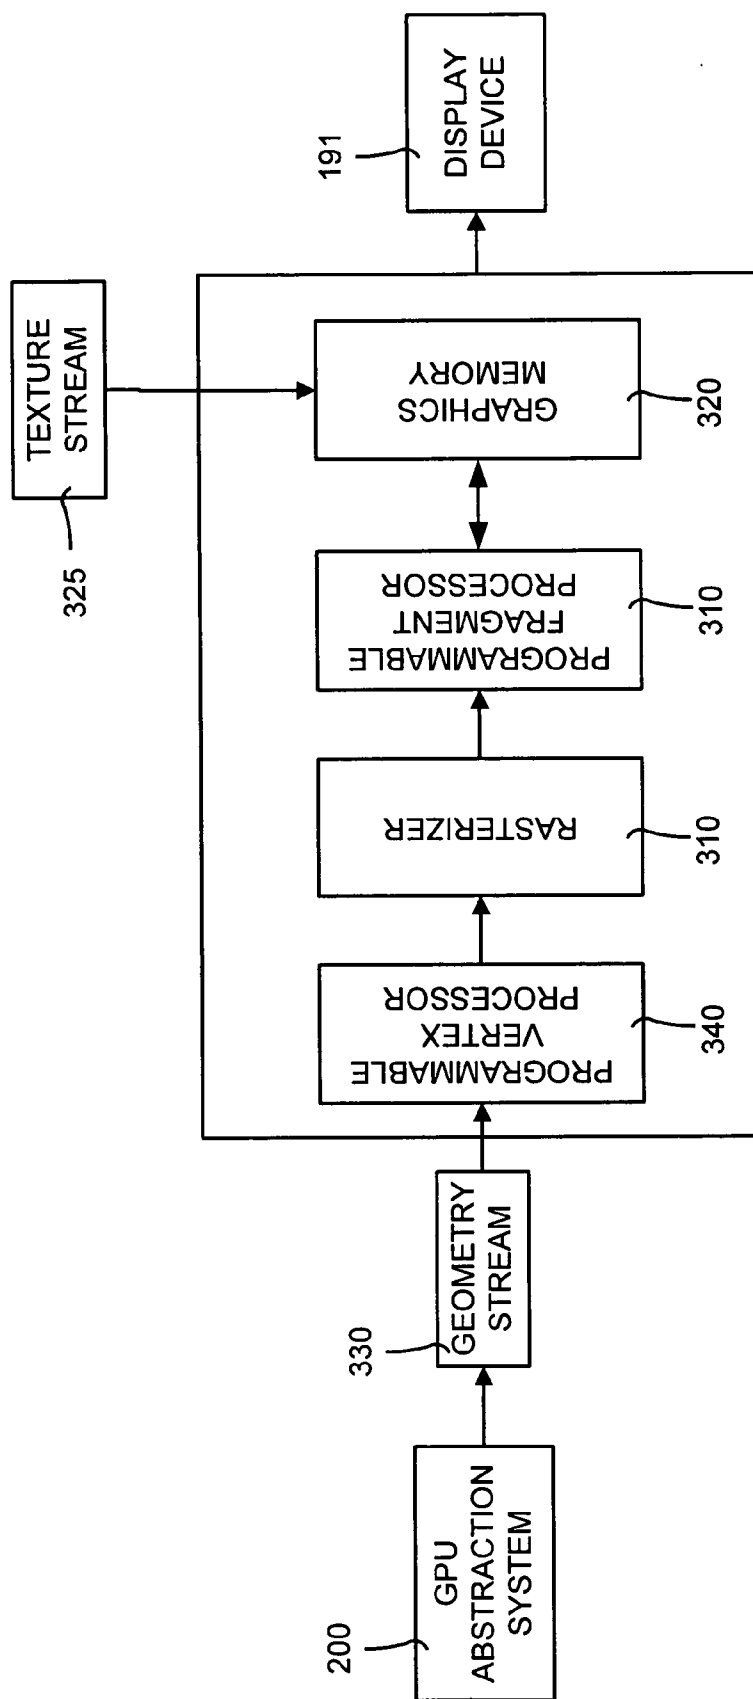 TEXTURE
STREAM
325
191
DISPLAY
DEVICE
200
GPU
ABSTRACTION
SYSTEM
330
GEOMETRY
STREAM
PROGRAMMABLE
VERTEX
PROCESSOR
340
RASTERIZER
310
PROGRAMMABLE
FRAGMENT
PROCESSOR
310
GRAPHICS
MEMORY
320